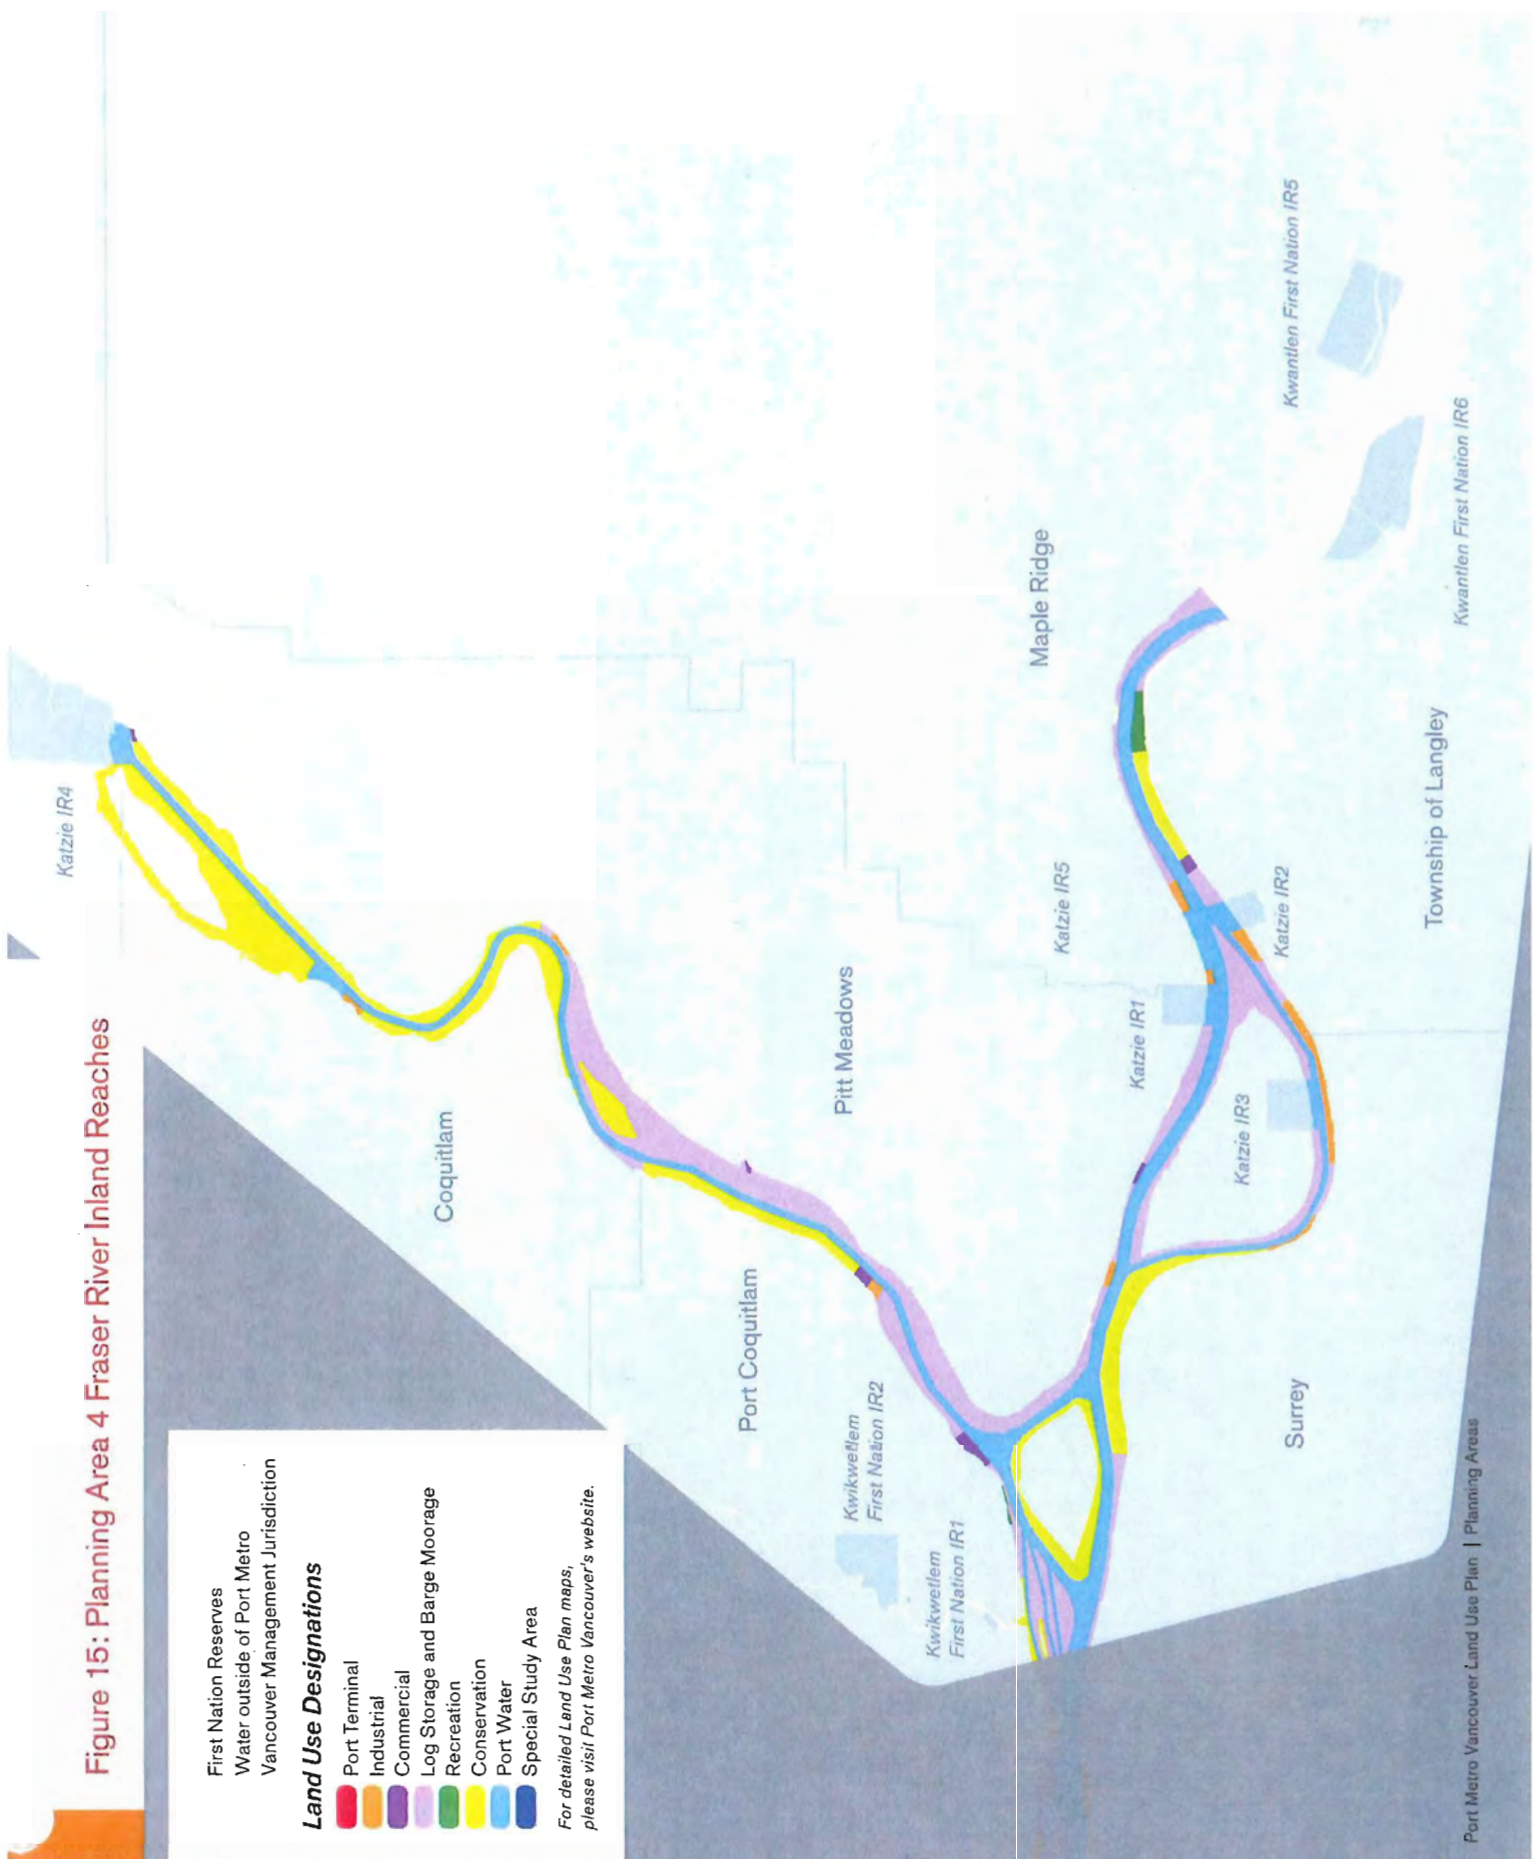 Figure 15: Planning Area 4 Fraser River Inland Reaches
First Nation Reserves
Water outside of Port Metro
Vancouver Management Jurisdiction
Land Use Designations
Port Terminal
Industrial
Commercial
Log Storage and Barge Moorage
Recreation
Conservation
Port Water
Special Study Area
For detailed Land Use Plan maps,
please visit Port Metro Vancouver's website.
Katzie IR4
Coquitlam
Port Coquitlam
Pitt Meadows
Maple Ridge
Kwikwetlem
First Nation IR2
Kwikwetlem
First Nation IR1
Katzie IR5
Katzie IR1
Katzie IR3
Katzie IR2
Surrey
Township of Langley
Kwantlen First Nation IR5
Kwantlen First Nation IR6
Port Metro Vancouver Land Use Plan | Planning Areas